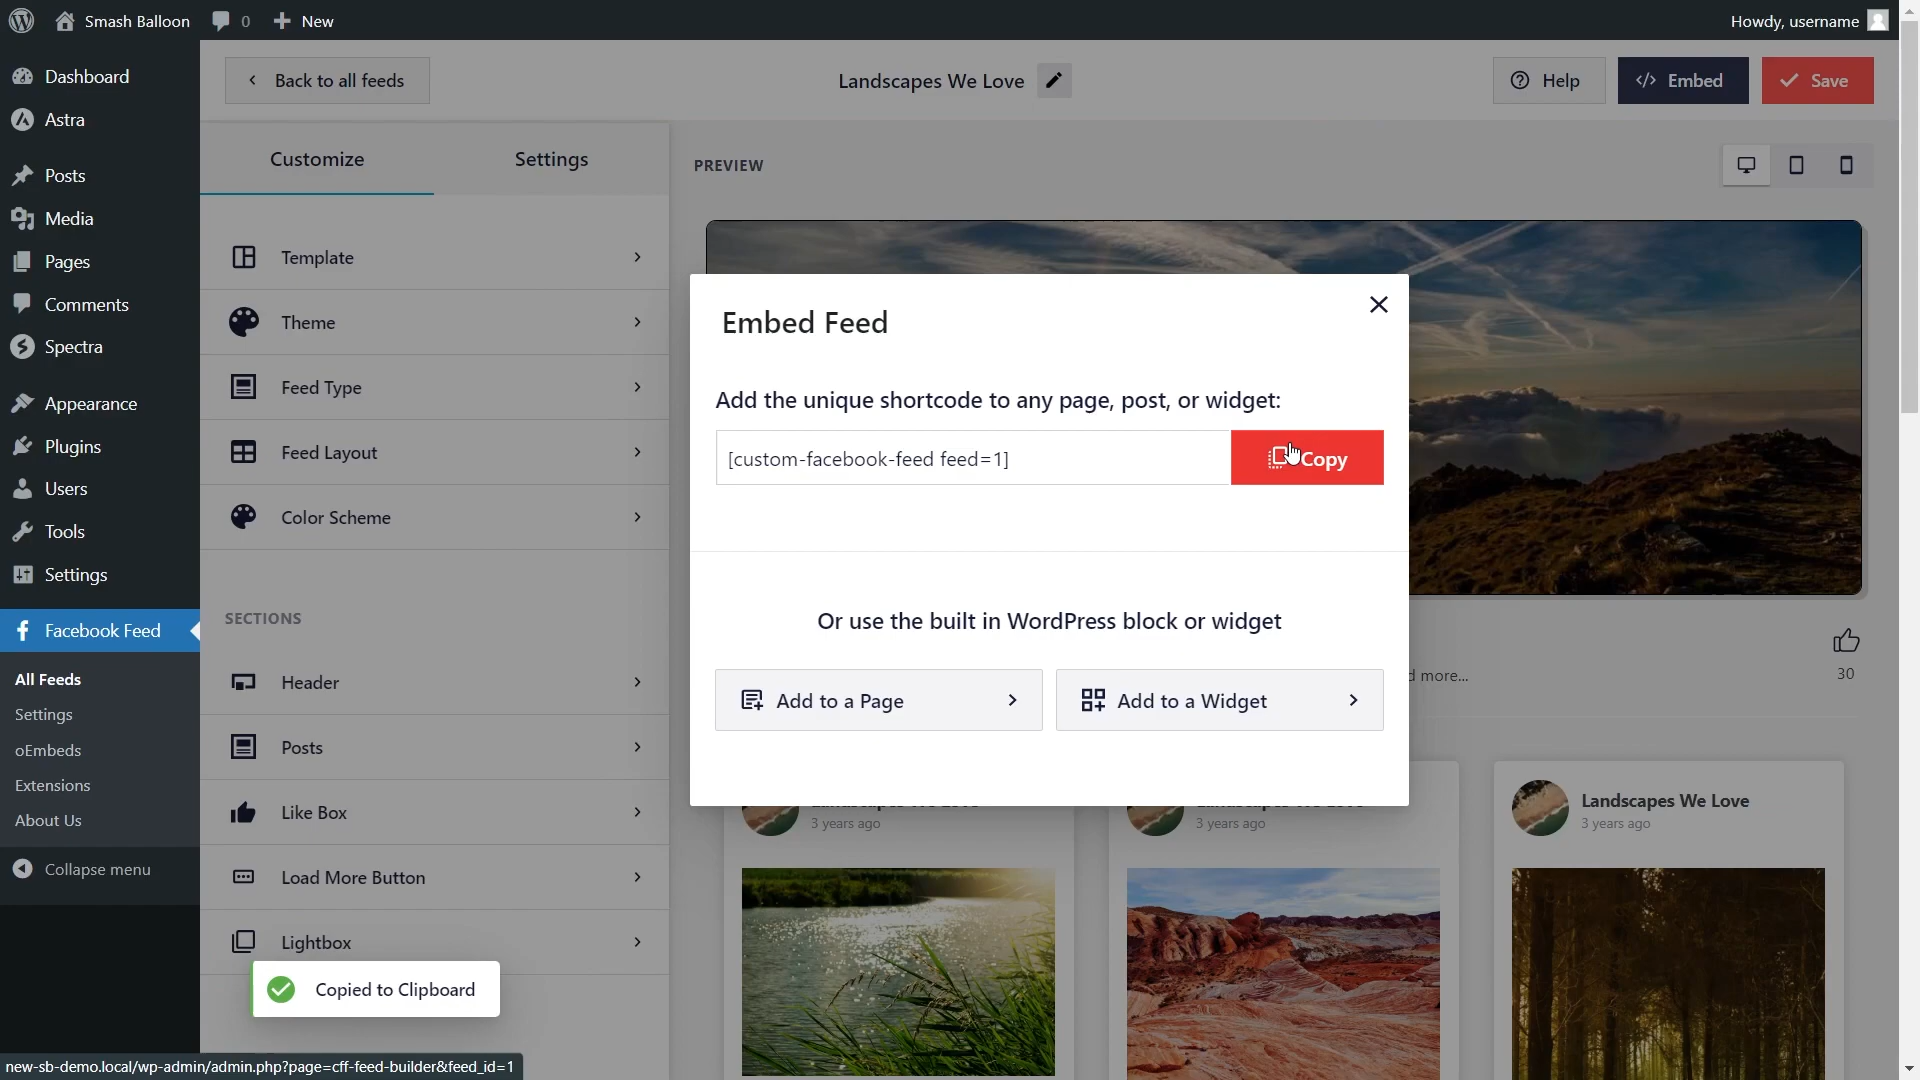 Smash Balloon
0
New
Howdy, username
Dashboard
Astra
Posts
Media
Pages
Comments
Spectra
Appearance
Plugins
Users
Tools
Settings
Facebook Feed
All Feeds
Settings
oEmbeds
Extensions
About Us
Collapse menu
Back to all feeds
Landscapes We Love
Help
</> Embed
Save
Customize
Settings
Template
Theme
Feed Type
Feed Layout
Color Scheme
SECTIONS
Header
Posts
Like Box
Load More Button
Lightbox
PREVIEW
Embed Feed
Add the unique shortcode to any page, post, or widget:
[custom-facebook-feed feed=1]
Copy
Or use the built in WordPress block or widget
Add to a Page
Add to a Widget
more...
30
3 years ago
3 years ago
Landscapes We Love
3 years ago
Copied to Clipboard
new-sb-demo.local/wp-admin/admin.php?page=cff-feed-builder&feed_id=1